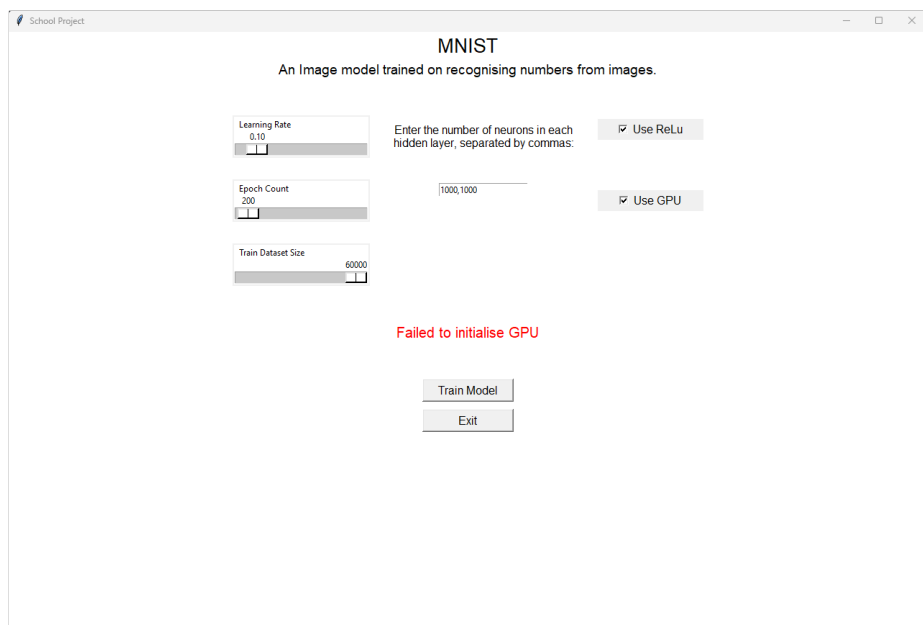 School Project
MNIST
An Image model trained on recognising numbers from images.
Learning Rate
0.10
Enter the number of neurons in each
hidden layer, separated by commas:
Use ReLu
Epoch Count
200
1000,1000
Use GPU
Train Dataset Size
60000
Failed to initialise GPU
Train Model
Exit